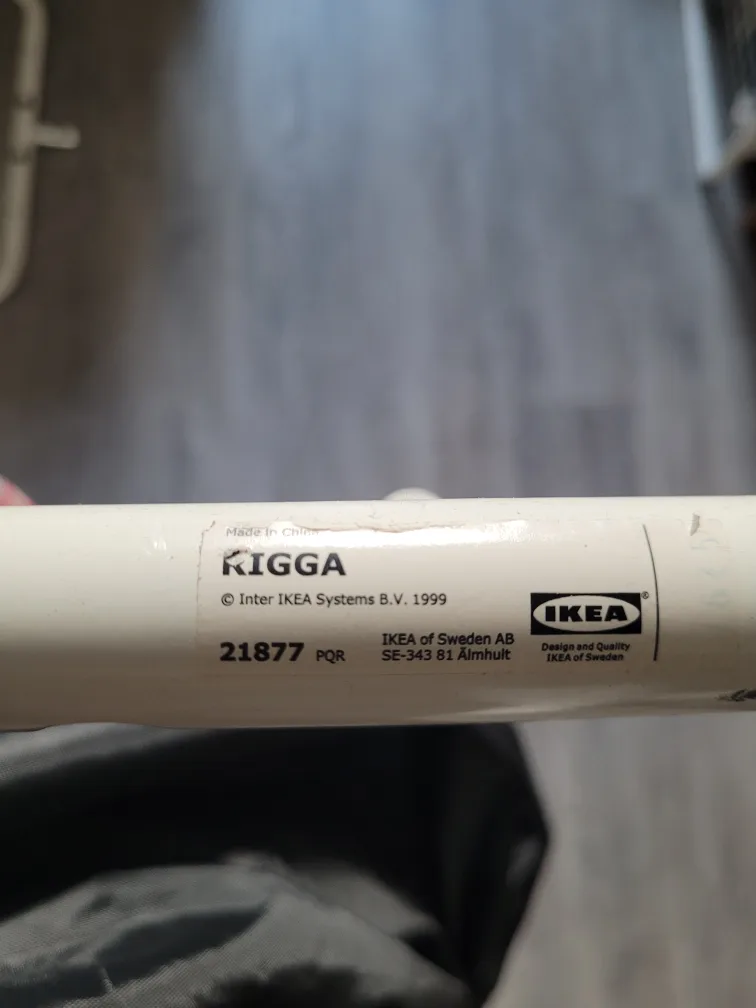 Made in China
RIGGA
© Inter IKEA Systems B.V. 1999
21877 PQR
IKEA of Sweden AB
SE-343 81 Älmhult
IKEA®
Design and Quality
IKEA of Sweden